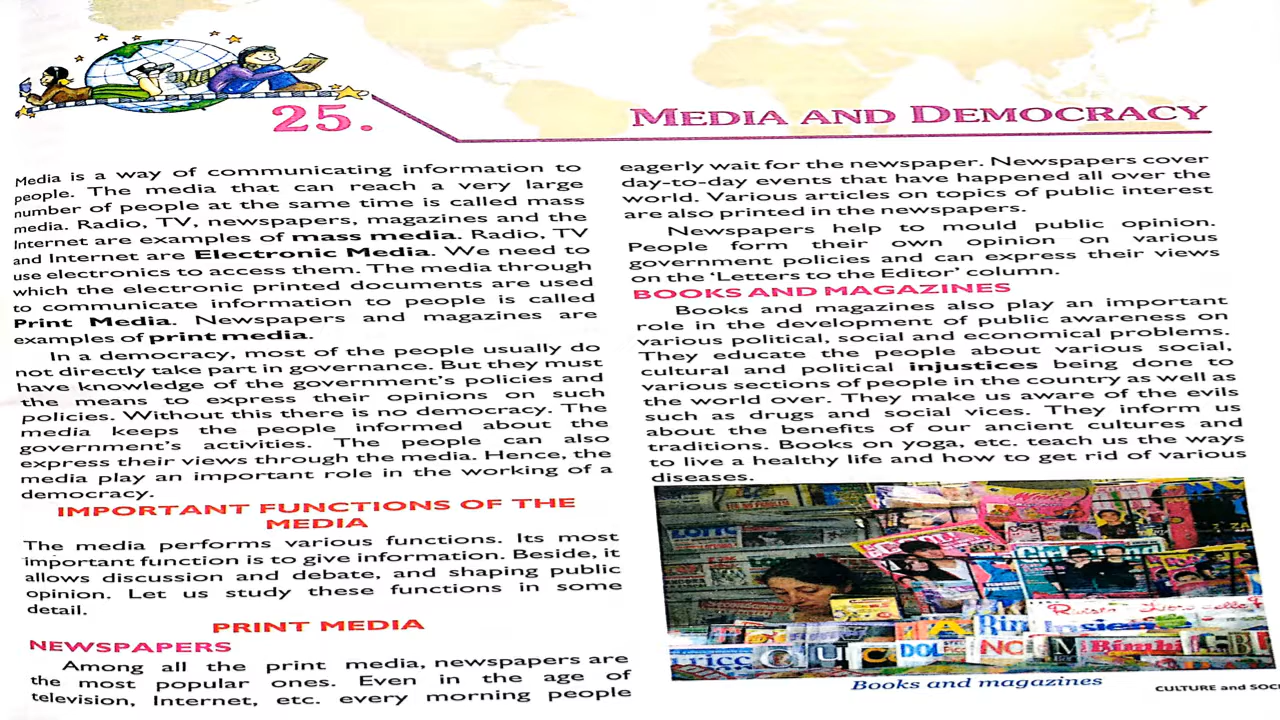 25.
MEDIA AND DEMOCRACY
Media is a way of communicating information to
people. The media that can reach a very large
number of people at the same time is called mass
media. Radio, TV, newspapers, magazines and the
Internet are examples of mass media. Radio, TV
and Internet are Electronic Media. We need to
use electronics to access them. The media through
which the electronic printed documents are used
to communicate information to people is called
Print Media. Newspapers and magazines are
examples of print media.
In a democracy, most of the people usually do
not directly take part in governance. But they must
have knowledge of the government's policies and
the means to express their opinions on such
policies. Without this there is no democracy. The
media keeps the people informed about the
government's activities. The people can also
express their views through the media. Hence, the
media play an important role in the working of a
democracy.
IMPORTANT FUNCTIONS OF THE
MEDIA
The media performs various functions. Its most
important function is to give information. Beside, it
allows discussion and debate, and shaping public
opinion. Let us study these functions in some
detail.
PRINT MEDIA
NEWSPAPERS
Among all the print media, newspapers are
the most popular ones. Even in the age of
television, Internet, etc. every morning people
eagerly wait for the newspaper. Newspapers cover
day-to-day events that have happened all over the
world. Various articles on topics of public interest
are also printed in the newspapers.
Newspapers help to mould public opinion.
People form their own opinion on various
government policies and can express their views
on the 'Letters to the Editor' column.
BOOKS AND MAGAZINES
Books and magazines also play an important
role in the development of public awareness on
various political, social and economical problems.
They educate the people about various social,
cultural and political injustices being done to
various sections of people in the country as well as
the world over. They make us aware of the evils
such as drugs and social vices. They inform us
about the benefits of our ancient cultures and
traditions. Books on yoga, etc. teach us the ways
to live a healthy life and how to get rid of various
diseases.
LOTTO
DOL
Bimbi
Books and magazines
CULTURE and SOCI